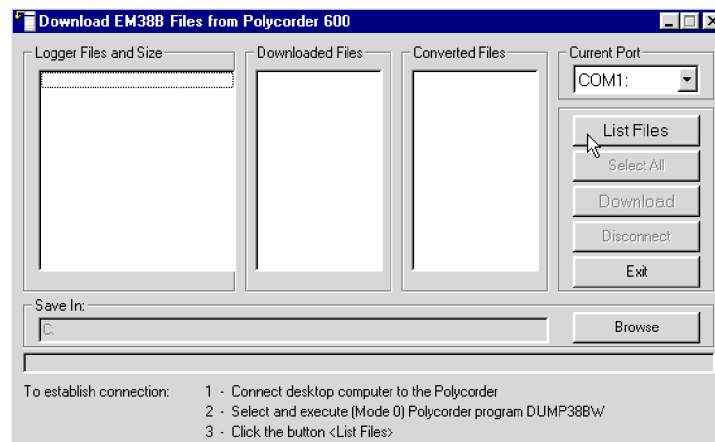 Download EM38B Files from Polycorder 600
Logger Files and Size
Downloaded Files
Converted Files
Current Port
COM1:
List Files
Select All
Download
Disconnect
Exit
Save In:
C:
Browse
To establish connection: 1 - Connect desktop computer to the Polycorder
2 - Select and execute (Mode 0) Polycorder program DUMP38BW
3 - Click the button <List Files>